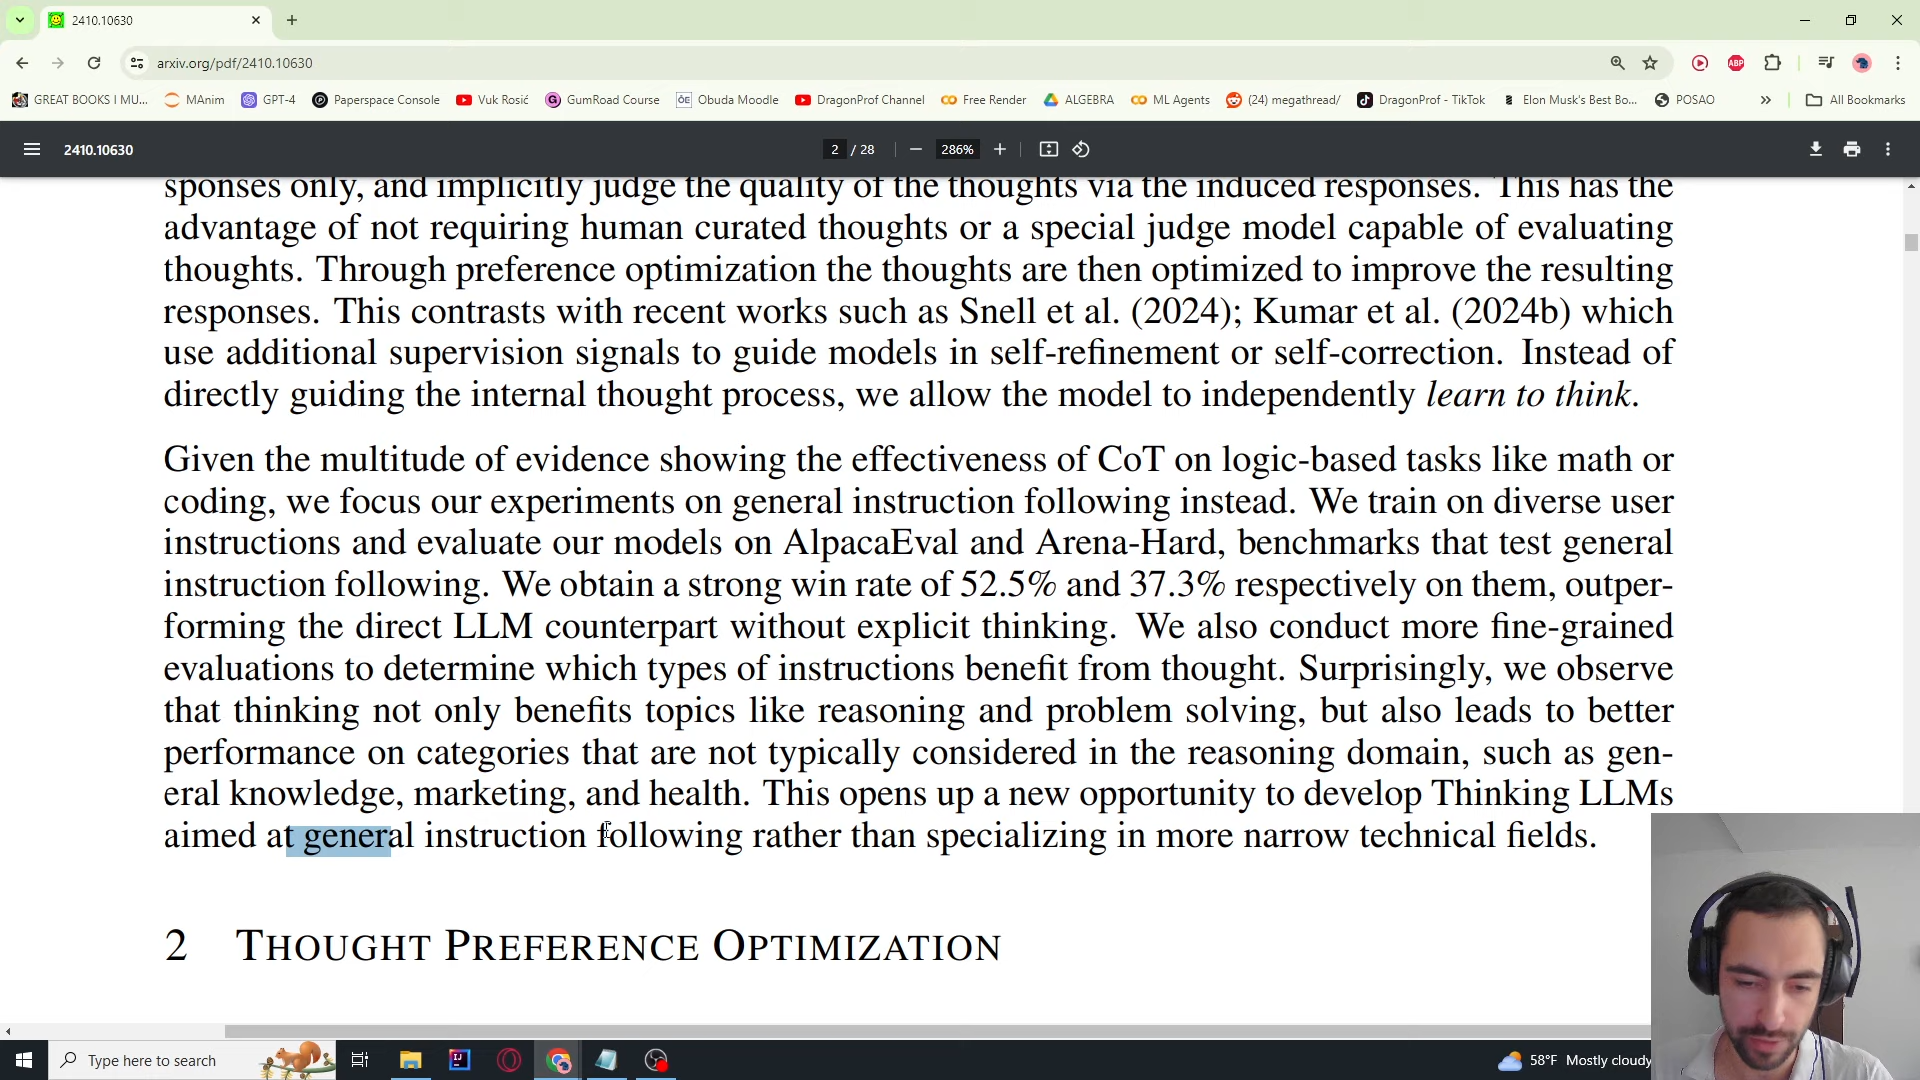 2410.10630
arxiv.org/pdf/2410.10630
GREAT BOOKS I MU... MAnim GPT-4 Paperspace Console Vuk Rosić GumRoad Course Obuda Moodle DragonProf Channel Free Render ALGEBRA ML Agents (24) megathread/ DragonProf - TikTok Elon Musk's Best Bo... POSAO » All Bookmarks
2410.10630 2 / 28 286%
sponses only, and implicitly judge the quality of the thoughts via the induced responses. This has the
advantage of not requiring human curated thoughts or a special judge model capable of evaluating
thoughts. Through preference optimization the thoughts are then optimized to improve the resulting
responses. This contrasts with recent works such as Snell et al. (2024); Kumar et al. (2024b) which
use additional supervision signals to guide models in self-refinement or self-correction. Instead of
directly guiding the internal thought process, we allow the model to independently learn to think.
Given the multitude of evidence showing the effectiveness of CoT on logic-based tasks like math or
coding, we focus our experiments on general instruction following instead. We train on diverse user
instructions and evaluate our models on AlpacaEval and Arena-Hard, benchmarks that test general
instruction following. We obtain a strong win rate of 52.5% and 37.3% respectively on them, outper-
forming the direct LLM counterpart without explicit thinking. We also conduct more fine-grained
evaluations to determine which types of instructions benefit from thought. Surprisingly, we observe
that thinking not only benefits topics like reasoning and problem solving, but also leads to better
performance on categories that are not typically considered in the reasoning domain, such as gen-
eral knowledge, marketing, and health. This opens up a new opportunity to develop Thinking LLMs
aimed at general instruction following rather than specializing in more narrow technical fields.
2 THOUGHT PREFERENCE OPTIMIZATION
Type here to search 58°F Mostly cloudy